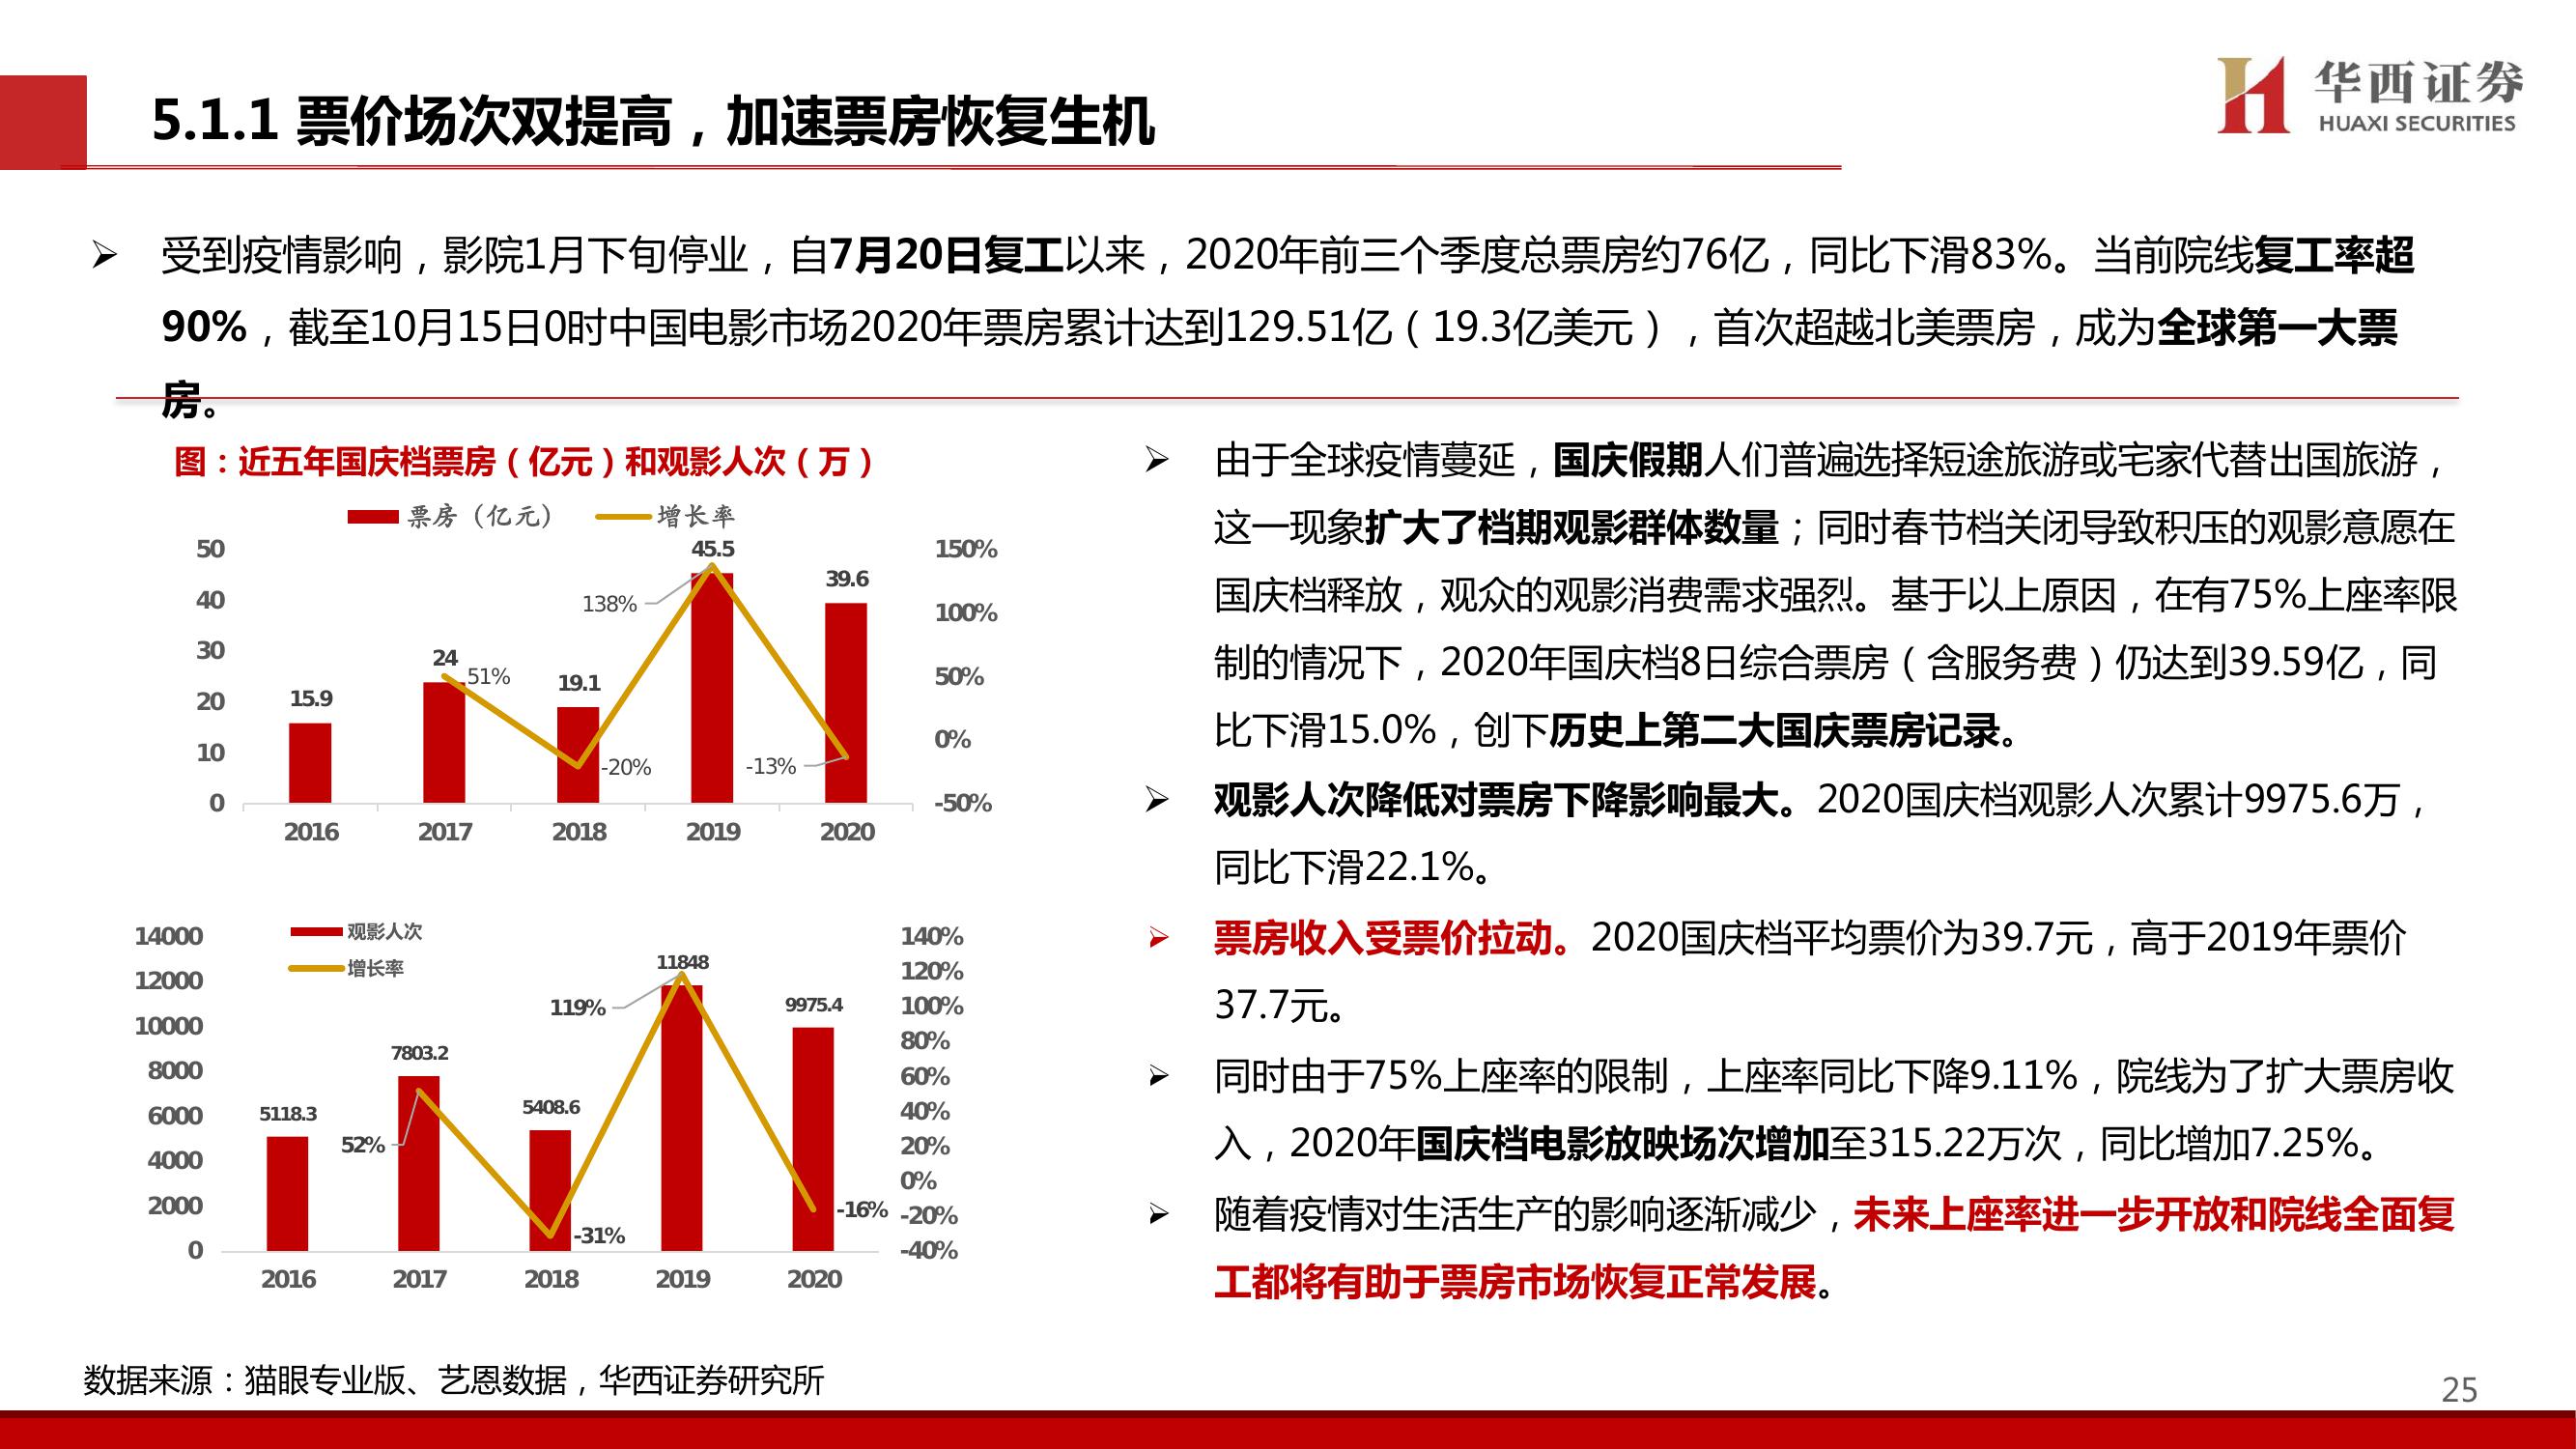 5.1.1 票价场次双提高，加速票房恢复生机
华西证券
HUAXI SECURITIES
➢ 受到疫情影响，影院1月下旬停业，自7月20日复工以来，2020年前三个季度总票房约76亿，同比下滑83%。当前院线复工率超
90%，截至10月15日0时中国电影市场2020年票房累计达到129.51亿（19.3亿美元），首次超越北美票房，成为全球第一大票
房。
图：近五年国庆档票房（亿元）和观影人次（万）
票房（亿元） 增长率
50
40
30
20
10
0
150%
100%
50%
0%
-50%
15.9
24
19.1
45.5
39.6
51%
-20%
138%
-13%
2016 2017 2018 2019 2020
观影人次
增长率
14000
12000
10000
8000
6000
4000
2000
0
140%
120%
100%
80%
60%
40%
20%
0%
-20%
-40%
5118.3
7803.2
5408.6
11848
9975.4
52%
-31%
119%
-16%
2016 2017 2018 2019 2020
➢ 由于全球疫情蔓延，国庆假期人们普遍选择短途旅游或宅家代替出国旅游，
这一现象扩大了档期观影群体数量；同时春节档关闭导致积压的观影意愿在
国庆档释放，观众的观影消费需求强烈。基于以上原因，在有75%上座率限
制的情况下，2020年国庆档8日综合票房（含服务费）仍达到39.59亿，同
比下滑15.0%，创下历史上第二大国庆票房记录。
➢ 观影人次降低对票房下降影响最大。2020国庆档观影人次累计9975.6万，
同比下滑22.1%。
➢ 票房收入受票价拉动。2020国庆档平均票价为39.7元，高于2019年票价
37.7元。
➢ 同时由于75%上座率的限制，上座率同比下降9.11%，院线为了扩大票房收
入，2020年国庆档电影放映场次增加至315.22万次，同比增加7.25%。
➢ 随着疫情对生活生产的影响逐渐减少，未来上座率进一步开放和院线全面复
工都将有助于票房市场恢复正常发展。
数据来源：猫眼专业版、艺恩数据，华西证券研究所
25